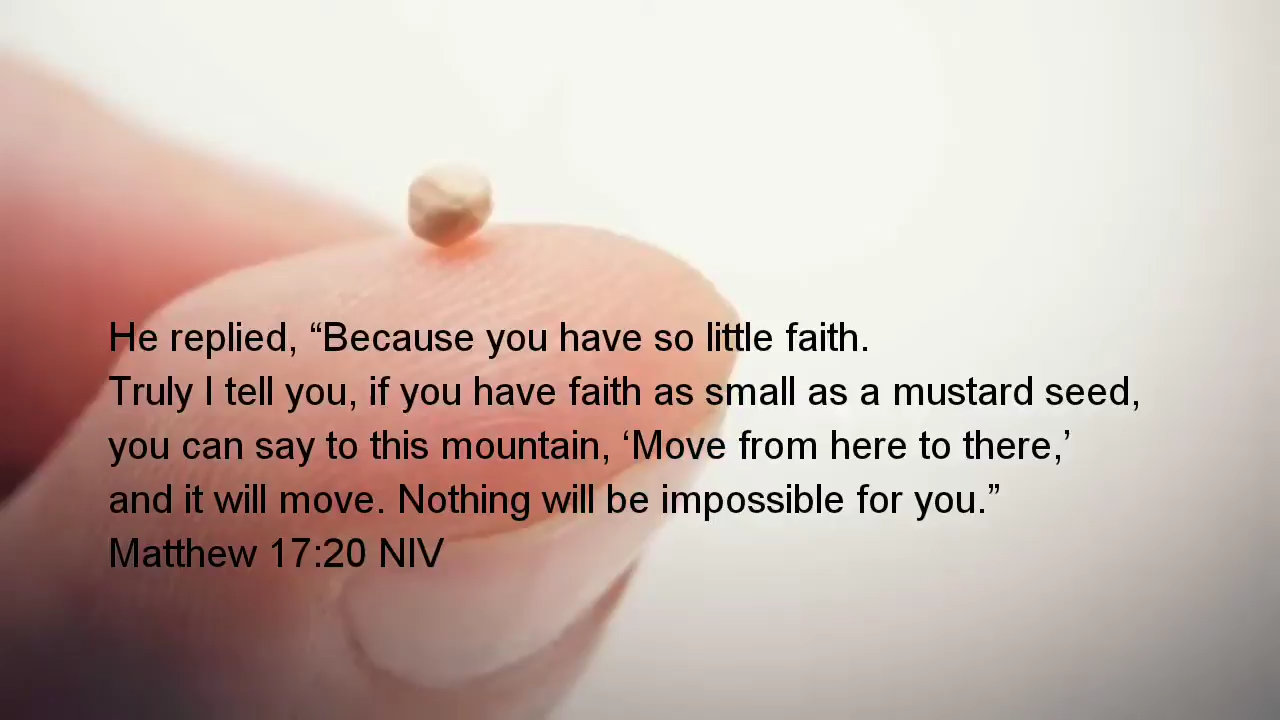 He replied, “Because you have so little faith.
Truly I tell you, if you have faith as small as a mustard seed,
you can say to this mountain, ‘Move from here to there,’
and it will move. Nothing will be impossible for you.”
Matthew 17:20 NIV